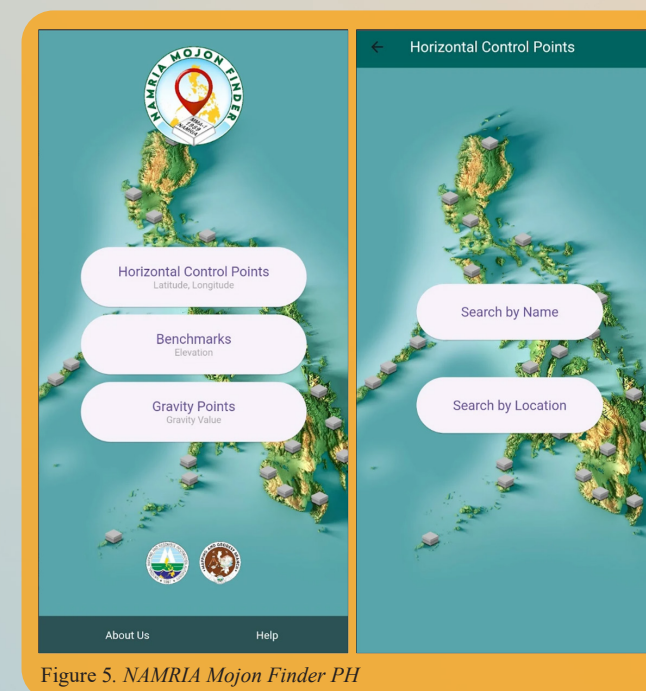 NAMRIA MOJON FINDER
Horizontal Control Points
Latitude, Longitude
Benchmarks
Elevation
Gravity Points
Gravity Value
About Us
Help
Horizontal Control Points
Search by Name
Search by Location
Figure 5. NAMRIA Mojon Finder PH